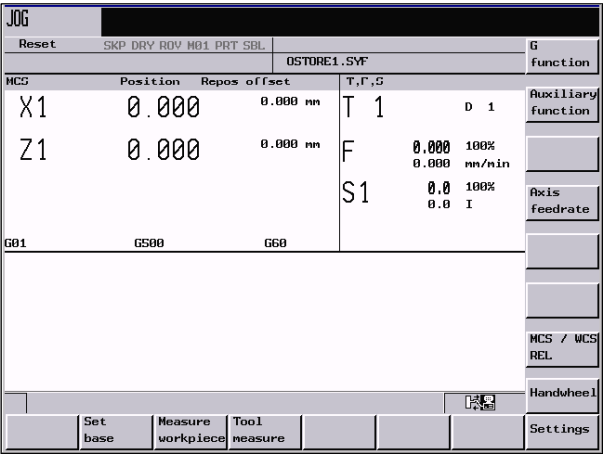 JOG
Reset SKP DRY ROV M01 PRT SBL
OSTORE1.SYF
G
function
MCS Position Repos offset T,F,S
Auxiliary
function
X1 0.000 0.000 mm T 1 D 1
Z1 0.000 0.000 mm F 0.000 100%
0.000 mm/min
S1 0.0 100%
0.0 I
Axis
feedrate
G01 G500 G60
MCS / WCS
REL
Handwheel
Set
base
Measure
workpiece
Tool
measure
Settings